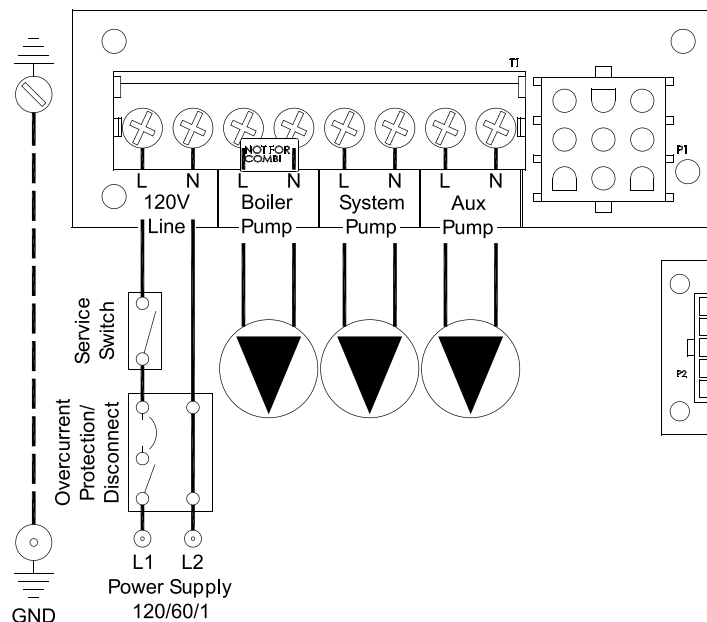 T1
NOT FOR
COMBI
P1
L N L N L N L N
120V
Line
Boiler
Pump
System
Pump
Aux
Pump
Service
Switch
P2
Overcurrent
Protection/
Disconnect
L1 L2
Power Supply
120/60/1
GND